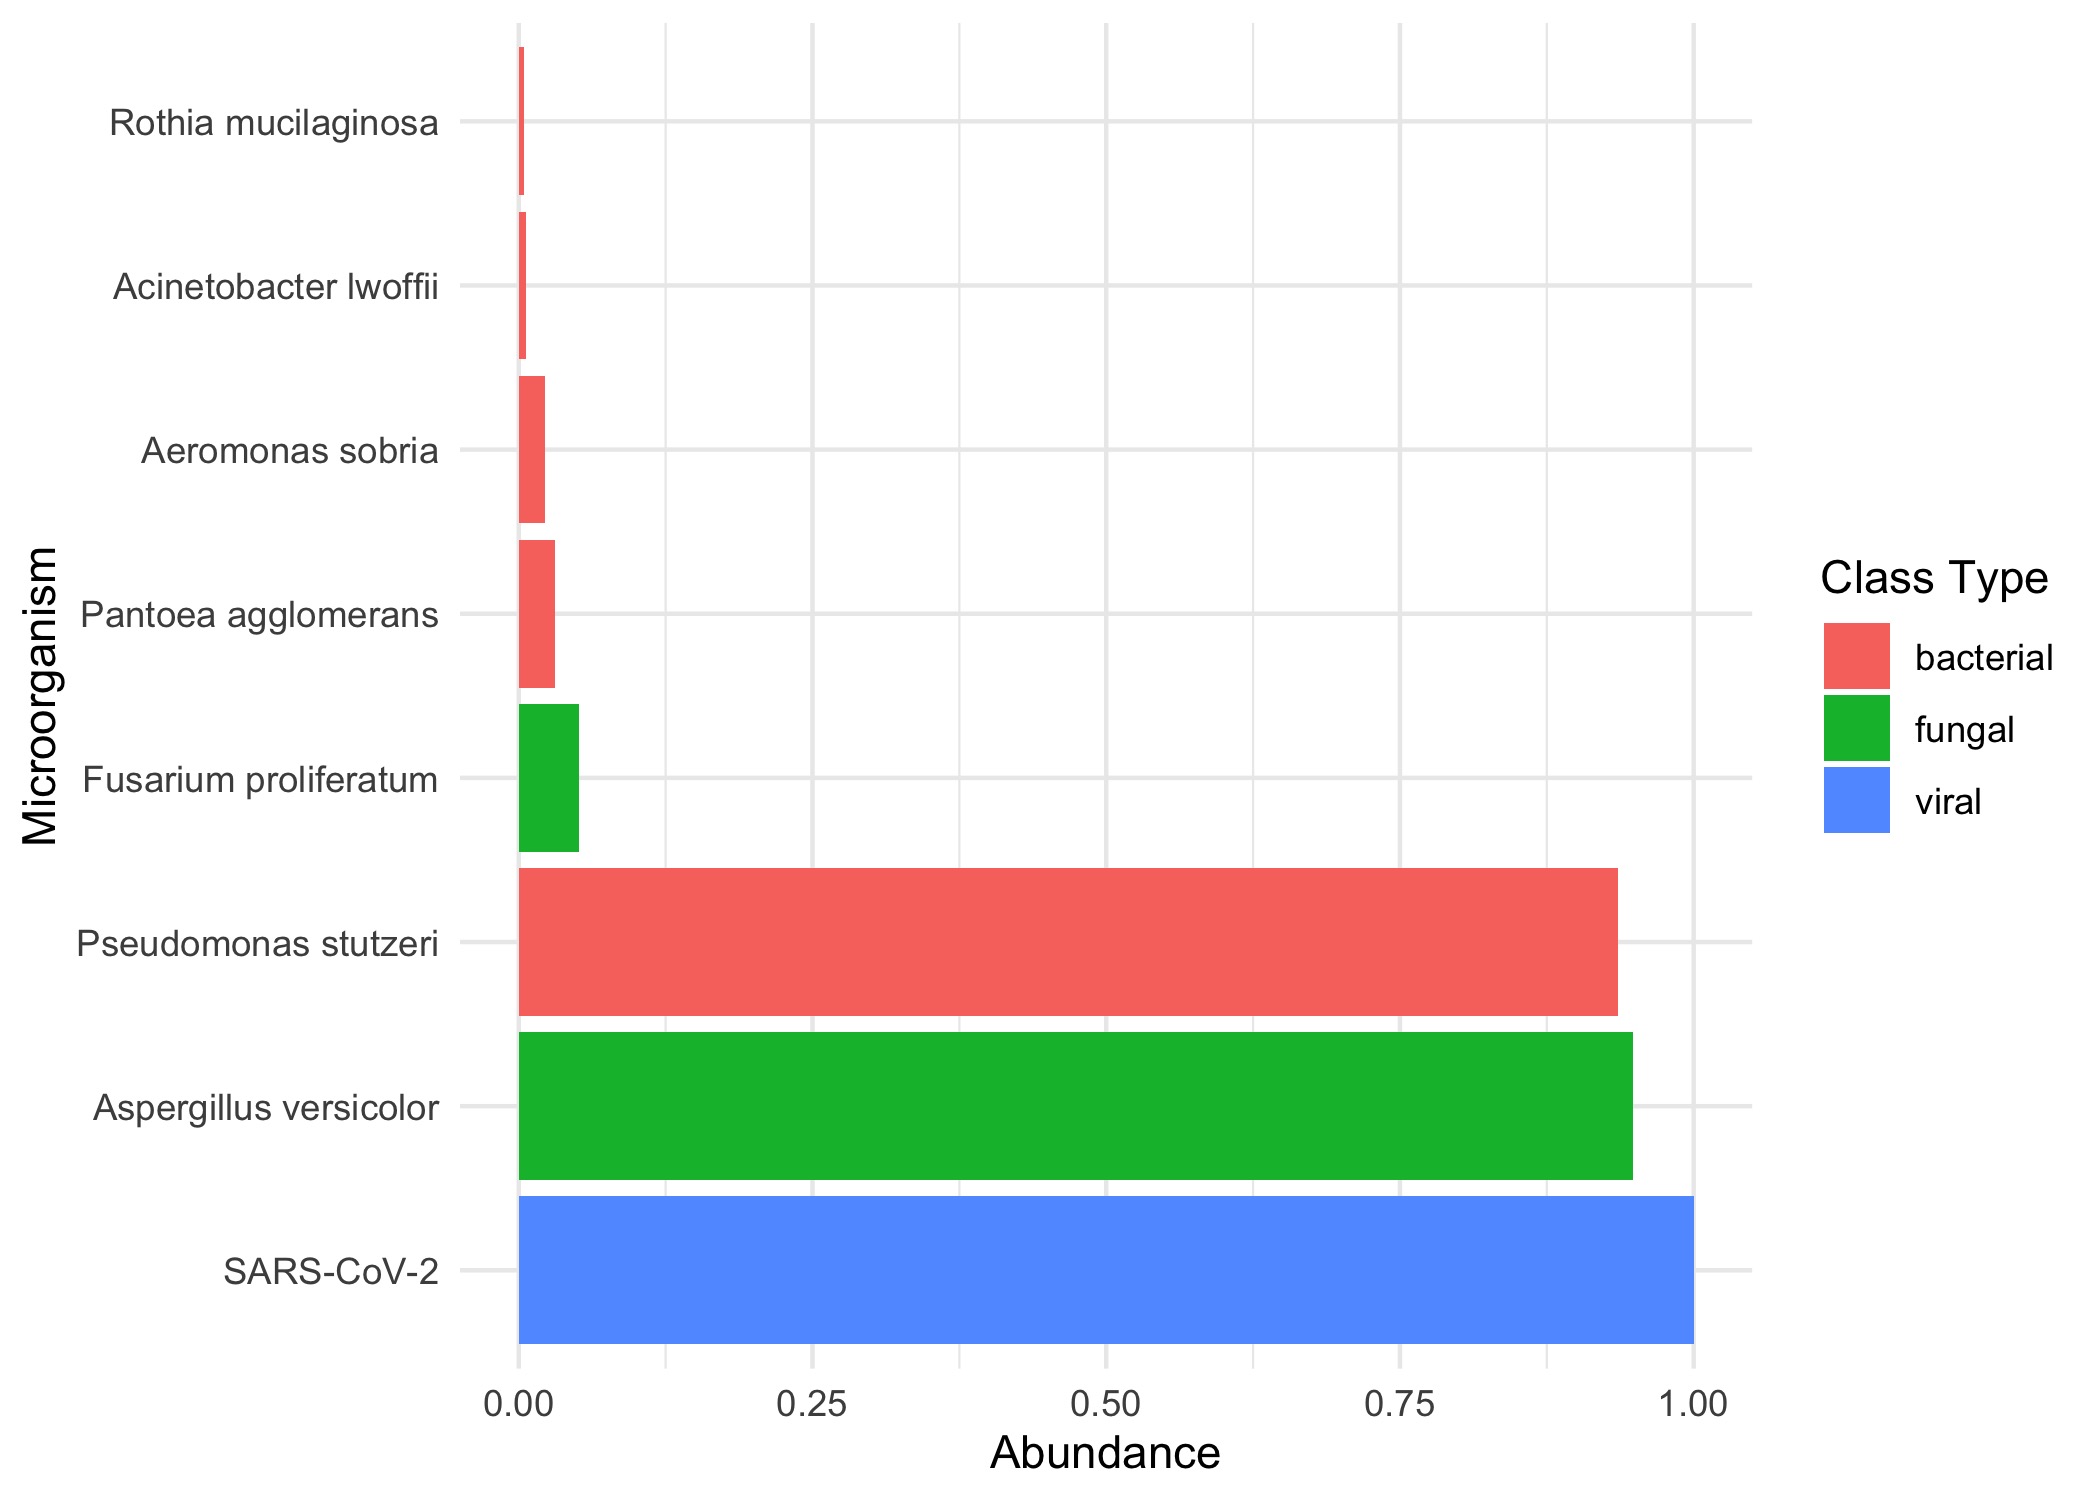 Microorganism
Rothia mucilaginosa
Acinetobacter lwoffii
Aeromonas sobria
Pantoea agglomerans
Fusarium proliferatum
Pseudomonas stutzeri
Aspergillus versicolor
SARS-CoV-2
0.00 0.25 0.50 0.75 1.00
Abundance
Class Type
bacterial
fungal
viral